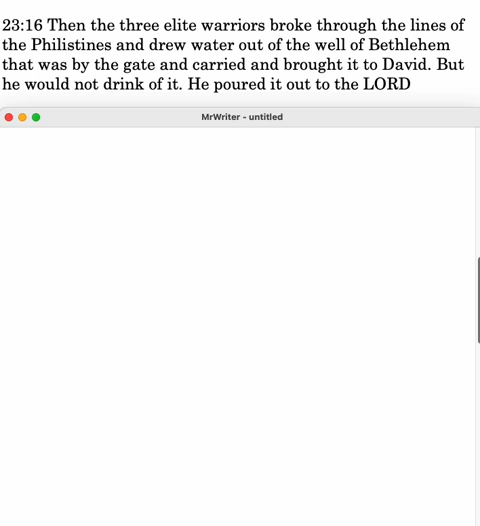 23:16 Then the three elite warriors broke through the lines of
the Philistines and drew water out of the well of Bethlehem
that was by the gate and carried and brought it to David. But
he would not drink of it. He poured it out to the LORD
MrWriter - untitled